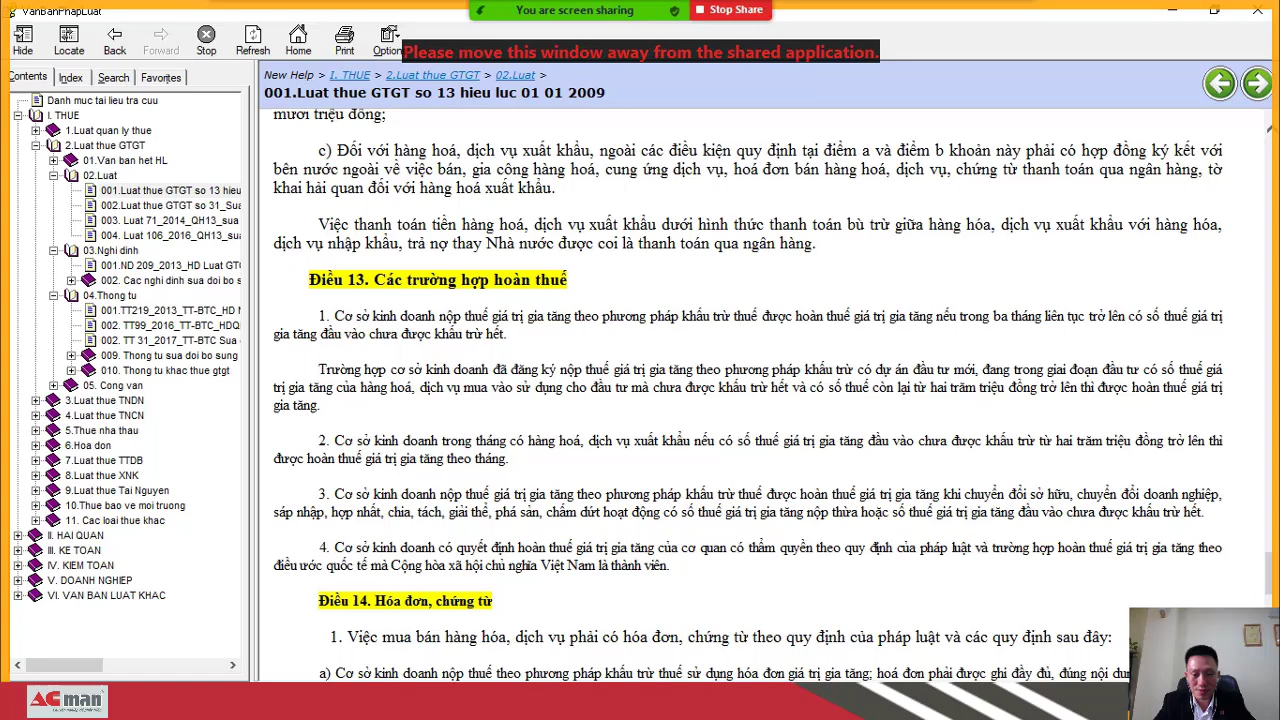 VanBanPhapLuat
You are screen sharing
Stop Share
Hide
Locate
Back
Forward
Stop
Refresh
Home
Print
Options
Please move this window away from the shared application.
Contents
Index
Search
Favorites
New Help > I. THUE > 2.Luat thue GTGT > 02.Luat >
001.Luat thue GTGT so 13 hieu luc 01 01 2009
Danh muc tai lieu tra cuu
I. THUE
1.Luat quan ly thue
2.Luat thue GTGT
01.Van ban het HL
02.Luat
001.Luat thue GTGT so 13 hieu
002.Luat thue GTGT so 31_Sua
003. Luat 71_2014_QH13_sua
004. Luat 106_2016_QH13_sua
03.Nghi dinh
001.ND 209_2013_HD Luat GTG
002. Cac nghi dinh sua doi bo s
04.Thong tu
001.TT219_2013_TT-BTC_HD N
002. TT99_2016_TT-BTC_HDQ
002. TT 31_2017_TT-BTC Sua
009. Thong tu sua doi bo sung
010. Thong tu khac thue gtgt
05. Cong van
3.Luat thue TNDN
4.Luat thue TNCN
5.Thue nha thau
6.Hoa don
7.Luat thue TTDB
8.Luat thue XNK
9.Luat thue Tai Nguyen
10.Thue bao ve moi truong
11. Cac loai thue khac
II. HAI QUAN
III. KE TOAN
IV. KIEM TOAN
V. DOANH NGHIEP
VI. VAN BAN LUAT KHAC
mươi triệu đồng;
c) Đối với hàng hoá, dịch vụ xuất khẩu, ngoài các điều kiện quy định tại điểm a và điểm b khoản này phải có hợp đồng ký kết với
bên nước ngoài về việc bán, gia công hàng hoá, cung ứng dịch vụ, hoá đơn bán hàng hoá, dịch vụ, chứng từ thanh toán qua ngân hàng, tờ
khai hải quan đối với hàng hoá xuất khẩu.
Việc thanh toán tiền hàng hoá, dịch vụ xuất khẩu dưới hình thức thanh toán bù trừ giữa hàng hóa, dịch vụ xuất khẩu với hàng hóa,
dịch vụ nhập khẩu, trả nợ thay Nhà nước được coi là thanh toán qua ngân hàng.
Điều 13. Các trường hợp hoàn thuế
1. Cơ sở kinh doanh nộp thuế giá trị gia tăng theo phương pháp khấu trừ thuế được hoàn thuế giá trị gia tăng nếu trong ba tháng liên tục trở lên có số thuế giá trị
gia tăng đầu vào chưa được khấu trừ hết.
Trường hợp cơ sở kinh doanh đã đăng ký nộp thuế giá trị gia tăng theo phương pháp khấu trừ có dự án đầu tư mới, đang trong giai đoạn đầu tư có số thuế giá
trị gia tăng của hàng hoá, dịch vụ mua vào sử dụng cho đầu tư mà chưa được khấu trừ hết và có số thuế còn lại từ hai trăm triệu đồng trở lên thì được hoàn thuế giá trị
gia tăng.
2. Cơ sở kinh doanh trong tháng có hàng hoá, dịch vụ xuất khẩu nếu có số thuế giá trị gia tăng đầu vào chưa được khấu trừ từ hai trăm triệu đồng trở lên thì
được hoàn thuế giá trị gia tăng theo tháng.
3. Cơ sở kinh doanh nộp thuế giá trị gia tăng theo phương pháp khấu trừ thuế được hoàn thuế giá trị gia tăng khi chuyển đổi sở hữu, chuyển đổi doanh nghiệp,
sáp nhập, hợp nhất, chia, tách, giải thể, phá sản, chấm dứt hoạt động có số thuế giá trị gia tăng nộp thừa hoặc số thuế giá trị gia tăng đầu vào chưa được khấu trừ hết.
4. Cơ sở kinh doanh có quyết định hoàn thuế giá trị gia tăng của cơ quan có thẩm quyền theo quy định của pháp luật và trường hợp hoàn thuế giá trị gia tăng theo
điều ước quốc tế mà Cộng hòa xã hội chủ nghĩa Việt Nam là thành viên.
Điều 14. Hóa đơn, chứng từ
1. Việc mua bán hàng hóa, dịch vụ phải có hóa đơn, chứng từ theo quy định của pháp luật và các quy định sau đây:
a) Cơ sở kinh doanh nộp thuế theo phương pháp khấu trừ thuế sử dụng hóa đơn giá trị gia tăng; hoá đơn phải được ghi đầy đủ, đúng nội dun
ACman